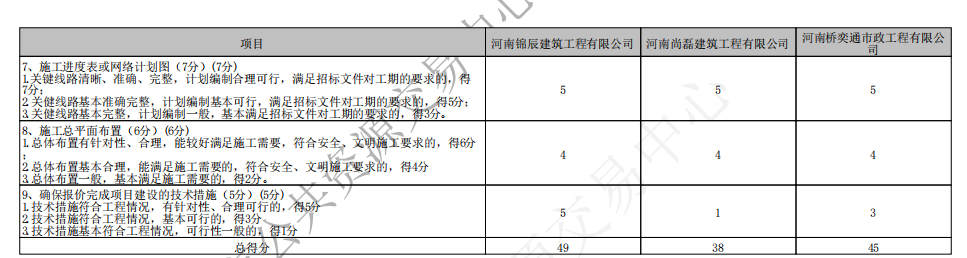 项目 河南锦辰建筑工程有限公司 河南尚磊建筑工程有限公司 河南桥奕通市政工程有限公
司
7、施工进度表或网络计划图（7分）(7分)
1.关键线路清晰、准确、完整，计划编制合理可行，满足招标文件对工期的要求的，得
7分；
2.关键线路基本准确完整，计划编制基本可行，满足招标文件对工期的要求的，得5分；
3.关健线路基本完整，计划编制一般，基本满足招标文件对工期的要求的，得3分。
5 5 5
8、施工总平面布置（6分）(6分)
1.总体布置有针对性、合理，能较好满足施工需要，符合安全、文明施工要求的，得6分
；
2.总体布置基本合理，能满足施工需要的，符合安全、文明施工要求的，得4分
3.总体布置一般，基本满足施工需要的，得2分。
4 4 4
9、确保报价完成项目建设的技术措施（5分）(5分)
1.技术措施符合工程情况，有针对性、合理可行的，得5分
2.技术措施符合工程情况，基本可行的，得3分
3.技术措施基本符合工程情况，可行性一般的，得1分
5 1 3
总得分 49 38 45
公共资源交易中心
源交易中心